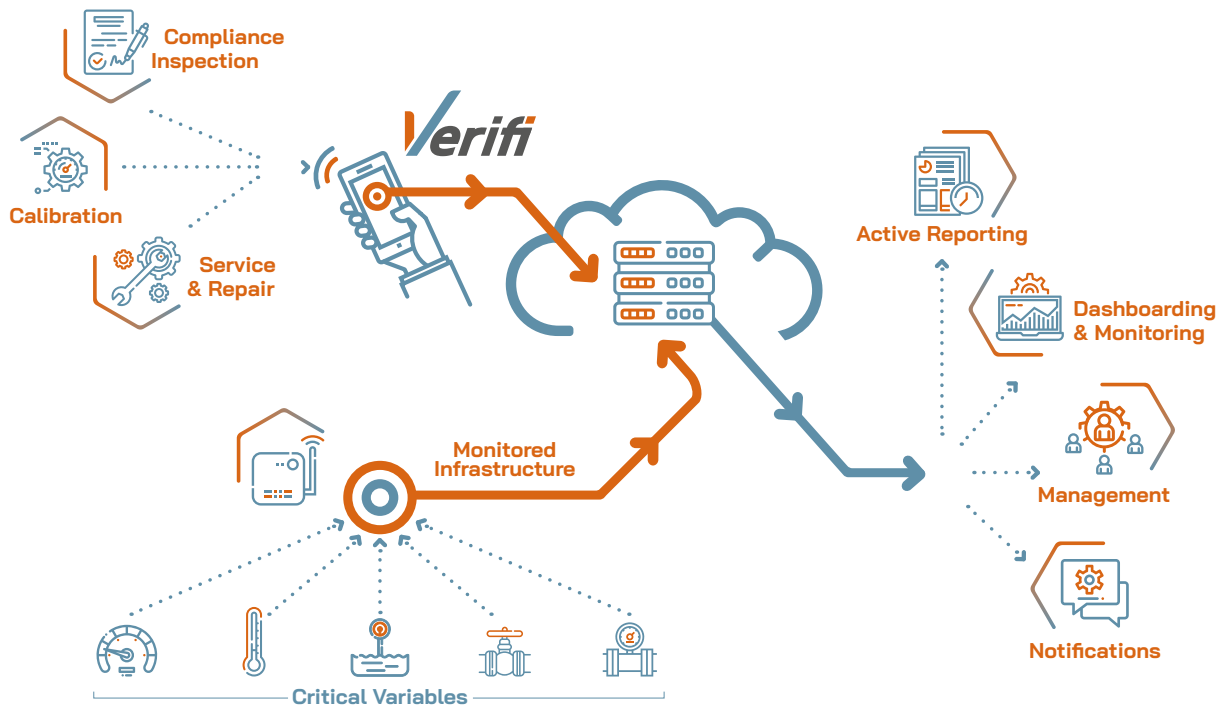 Compliance
Inspection
Verifi
Calibration
Service
& Repair
Active Reporting
Dashboarding
& Monitoring
Monitored
Infrastructure
Management
Notifications
Critical Variables